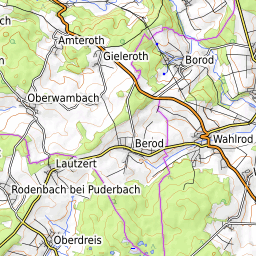 Amteroth
Gieleroth
Borod
Oberwambach
Berod
Wahlrod
Lautzert
Rodenbach bei Puderbach
Oberdreis